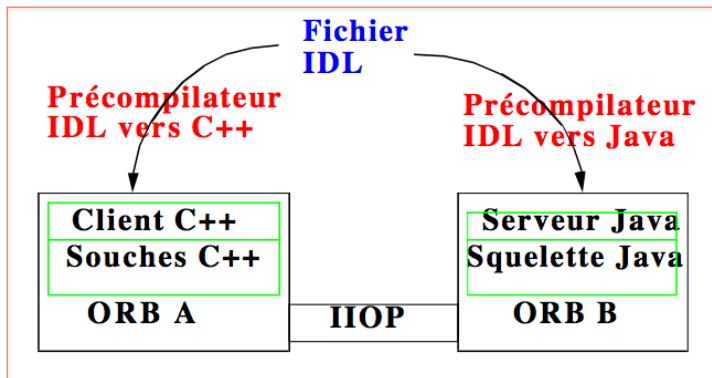 Fichier
IDL
Précompilateur
IDL vers C++
Précompilateur
IDL vers Java
Client C++
Souches C++
ORB A
IIOP
Serveur Java
Squelette Java
ORB B